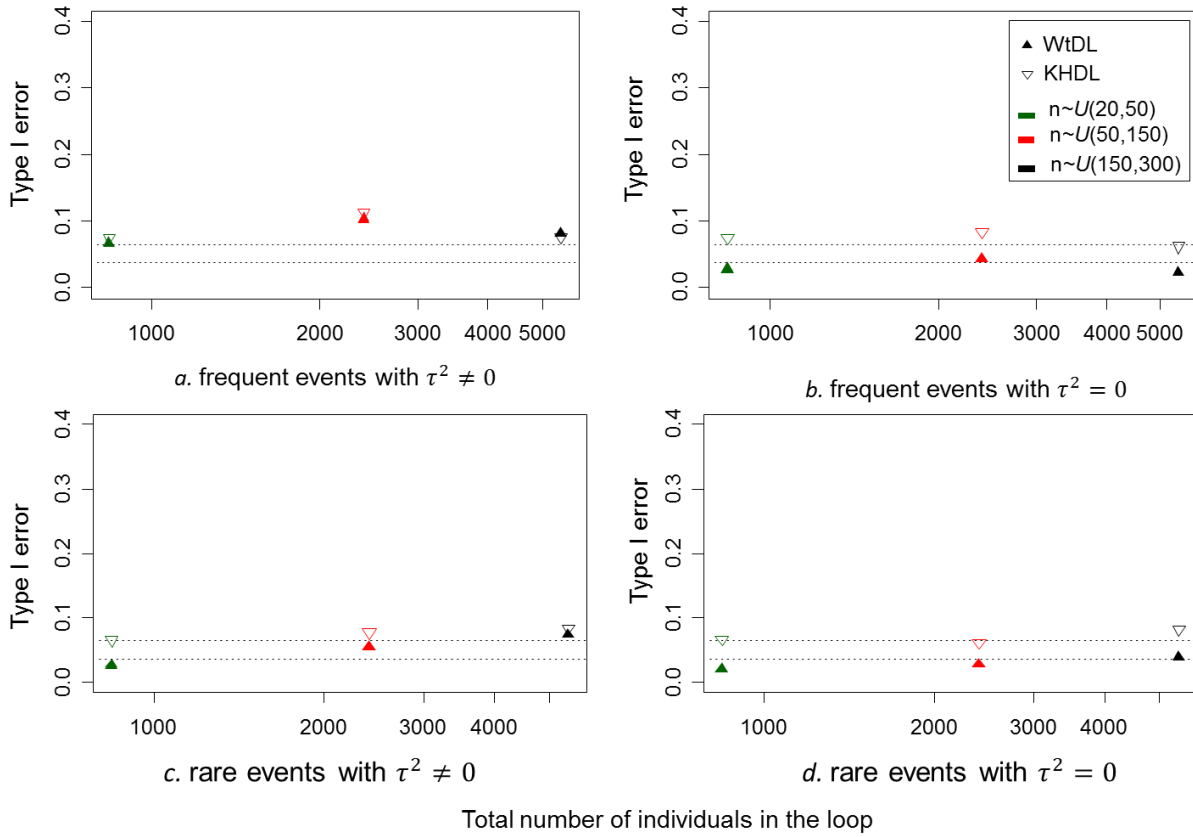 Type I error
0.4
0.3
0.2
0.1
0.0
1000 2000 3000 4000 5000
a. frequent events with τ² ≠ 0
Type I error
0.4
0.3
0.2
0.1
0.0
WtDL
KHDL
n~U(20,50)
n~U(50,150)
n~U(150,300)
1000 2000 3000 4000 5000
b. frequent events with τ² = 0
Type I error
0.4
0.3
0.2
0.1
0.0
1000 2000 3000 4000
c. rare events with τ² ≠ 0
Type I error
0.4
0.3
0.2
0.1
0.0
1000 2000 3000 4000
d. rare events with τ² = 0
Total number of individuals in the loop